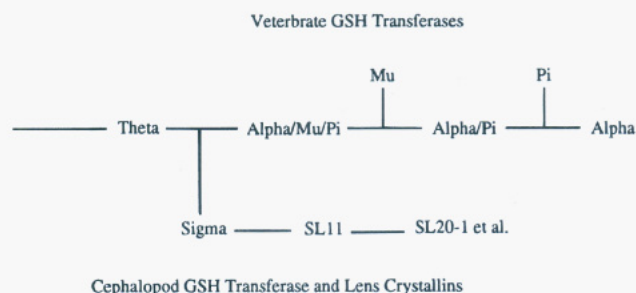 Veterbrate GSH Transferases
Mu
Pi
Theta
Alpha/Mu/Pi
Alpha/Pi
Alpha
Sigma
SL11
SL20-1 et al.
Cephalopod GSH Transferase and Lens Crystallins